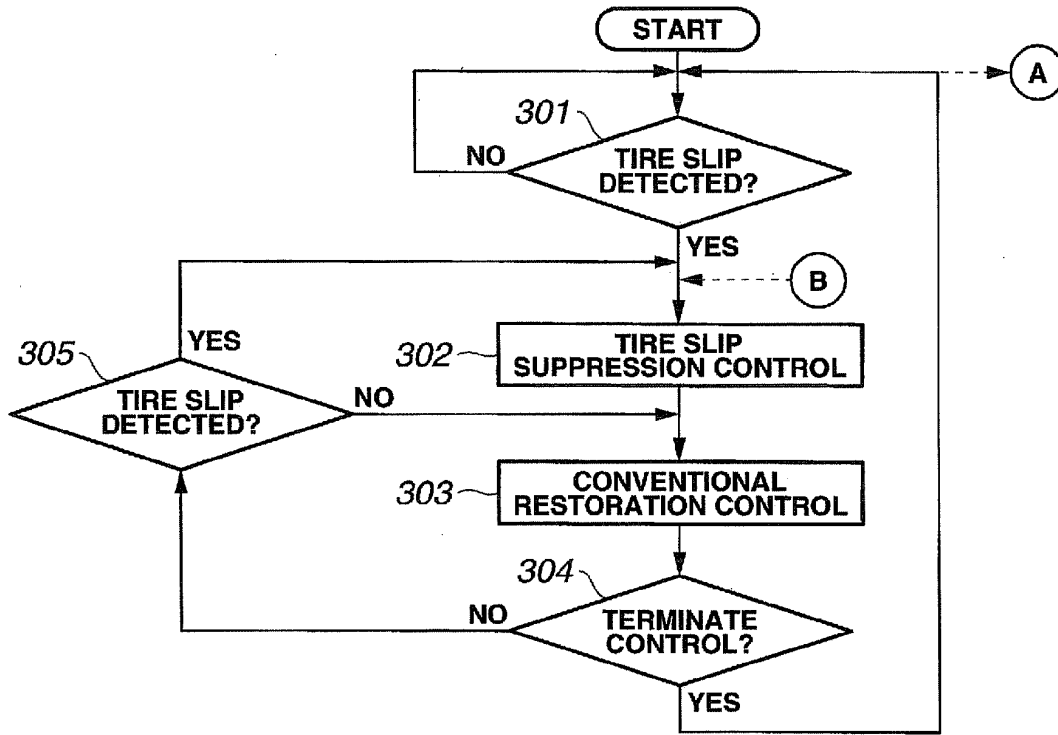 START
A
301
TIRE SLIP
DETECTED?
NO
YES
B
302
TIRE SLIP
SUPPRESSION CONTROL
305
YES
TIRE SLIP
DETECTED?
NO
303
CONVENTIONAL
RESTORATION CONTROL
304
NO
TERMINATE
CONTROL?
YES